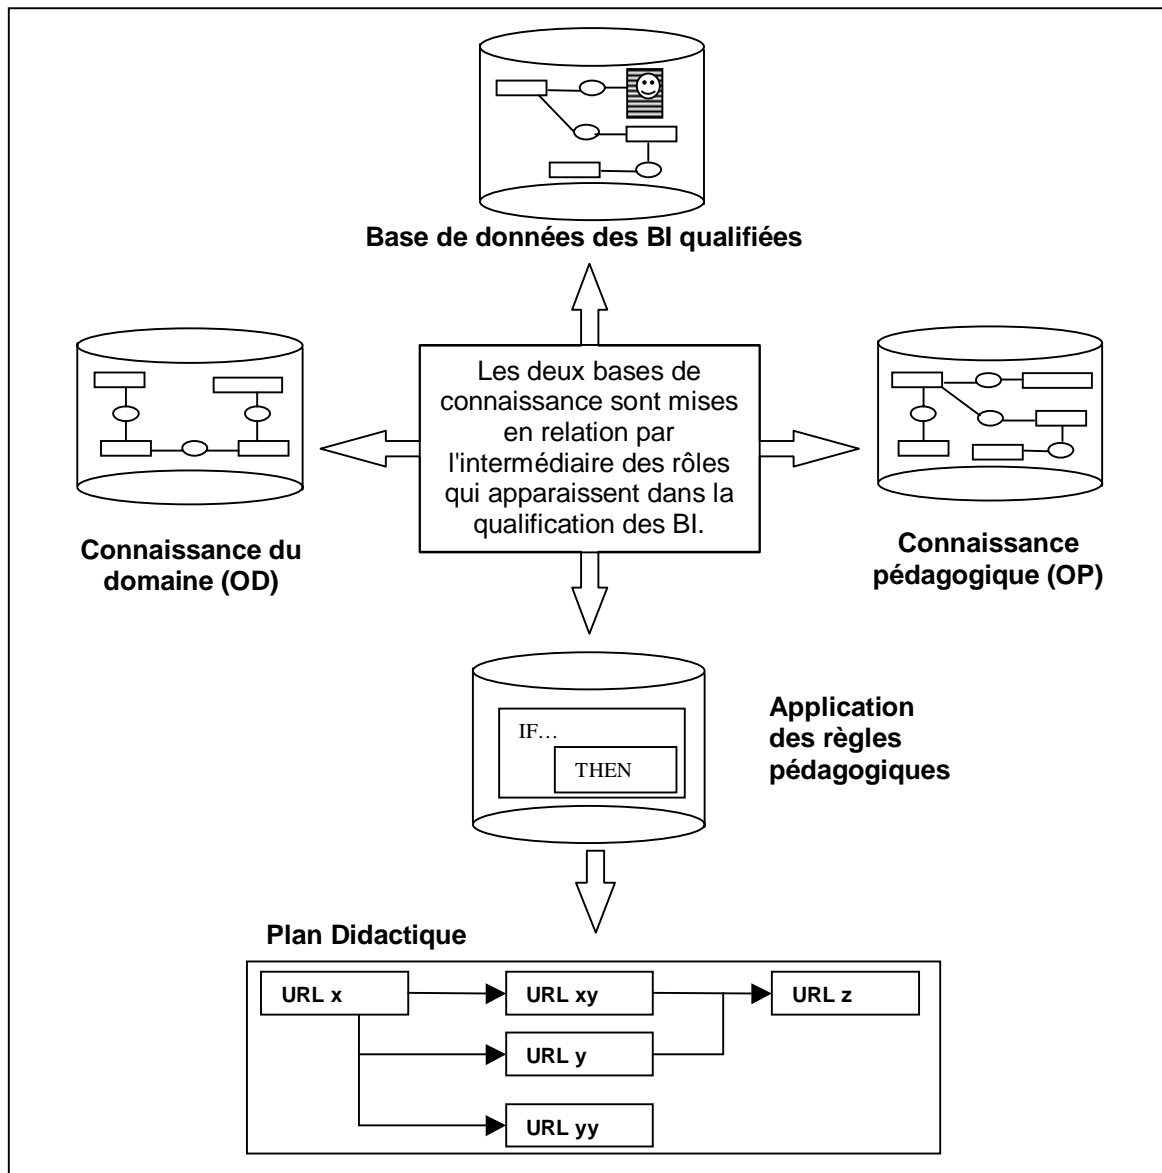 Base de données des BI qualifiées
Les deux bases de
connaissance sont mises
en relation par
l'intermédiaire des rôles
qui apparaissent dans la
qualification des BI.
Connaissance du
domaine (OD)
Connaissance
pédagogique (OP)
IF…
THEN
Application
des règles
pédagogiques
Plan Didactique
URL x
URL xy
URL z
URL y
URL yy